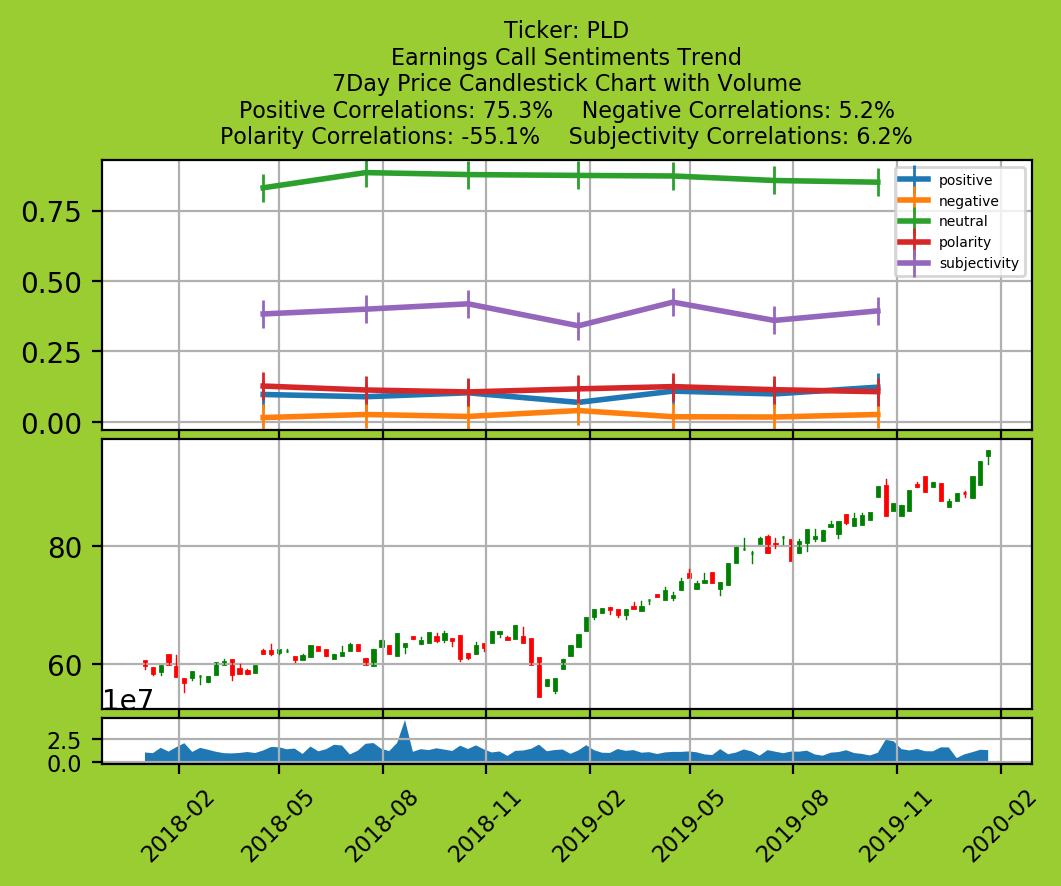 Ticker: PLD
Earnings Call Sentiments Trend
7Day Price Candlestick Chart with Volume
Positive Correlations: 75.3%    Negative Correlations: 5.2%
Polarity Correlations: -55.1%    Subjectivity Correlations: 6.2%
positive
negative
neutral
polarity
subjectivity
0.75
0.50
0.25
0.00
80
60
1e7
2.5
0.0
2018-02
2018-05
2018-08
2018-11
2019-02
2019-05
2019-08
2019-11
2020-02